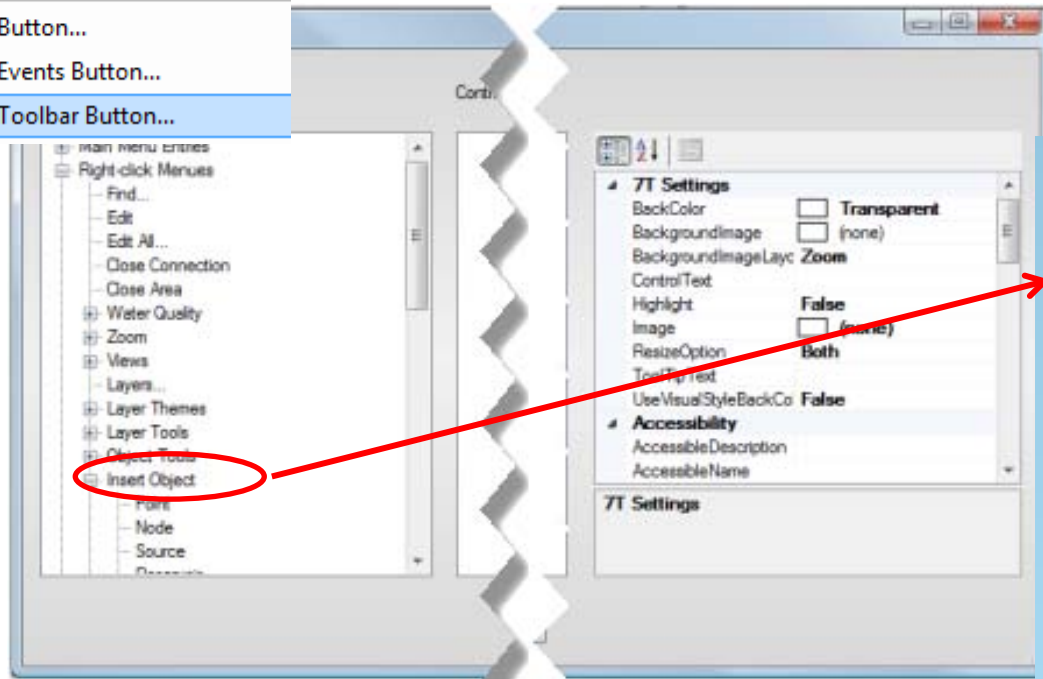 Button...
Events Button...
Toolbar Button...
Main Menu Entries
Right-click Menues
Find...
Edit
Edit All...
Close Connection
Close Area
Water Quality
Zoom
Views
Layers...
Layer Themes
Layer Tools
Object Tools
Insert Object
Point
Node
Source
7T Settings
BackColor Transparent
BackgroundImage (none)
BackgroundImageLayc Zoom
ControlText
Highlight False
Image (none)
ResizeOption Both
ToolTipText
UseVisualStyleBackCo False
Accessibility
AccessibleDescription
AccessibleName
7T Settings